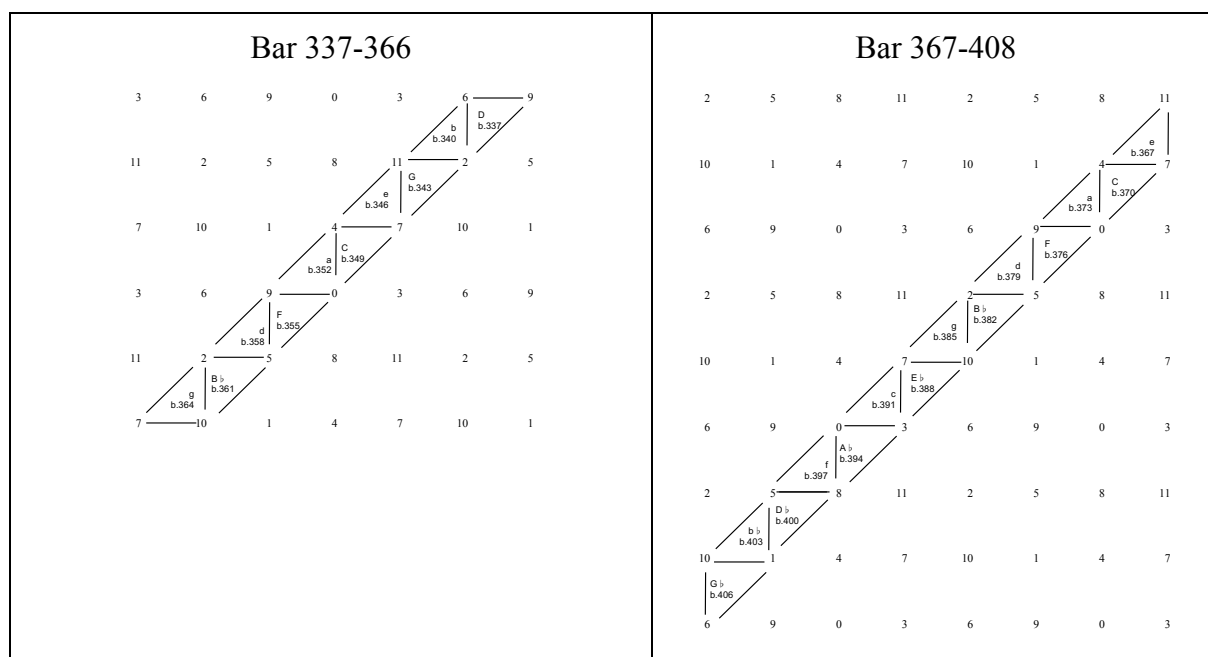 Bar 337-366
3 6 9 0 3 6 9
D
b.337
b
b.340
11 2 5 8 11 2 5
G
b.343
e
b.346
7 10 1 4 7 10 1
C
b.349
a
b.352
3 6 9 0 3 6 9
F
b.355
d
b.358
11 2 5 8 11 2 5
B♭
b.361
g
b.364
7 10 1 4 7 10 1
Bar 367-408
2 5 8 11 2 5 8 11
e
b.367
10 1 4 7 10 1 4 7
C
b.370
a
b.373
6 9 0 3 6 9 0 3
F
b.376
d
b.379
2 5 8 11 2 5 8 11
B♭
b.382
g
b.385
10 1 4 7 10 1 4 7
E♭
b.388
c
b.391
6 9 0 3 6 9 0 3
A♭
b.394
f
b.397
2 5 8 11 2 5 8 11
D♭
b.400
b♭
b.403
10 1 4 7 10 1 4 7
G♭
b.406
6 9 0 3 6 9 0 3